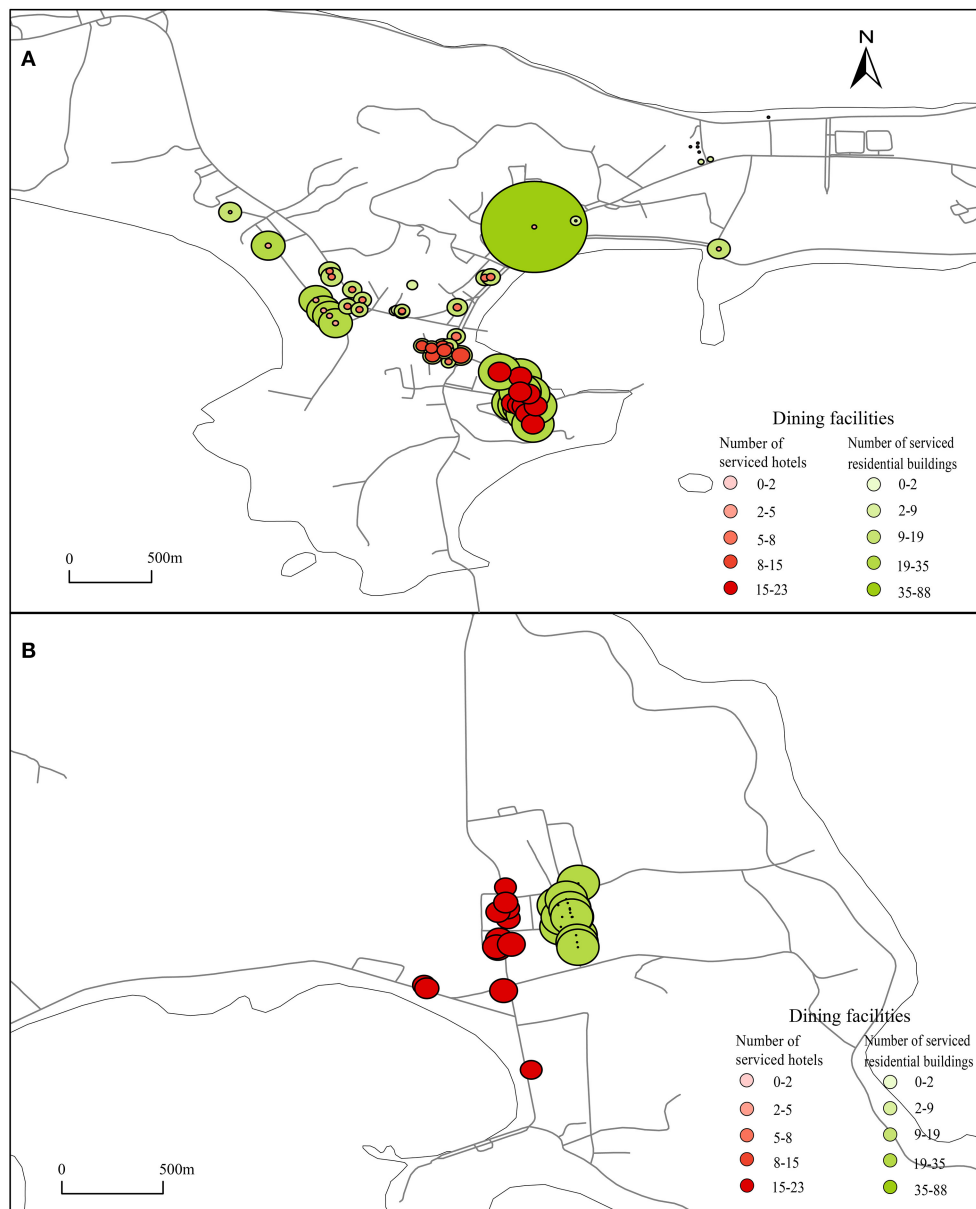 A
N
Dining facilities
Number of serviced hotels
Number of serviced residential buildings
0-2
0-2
2-5
2-9
5-8
9-19
8-15
19-35
15-23
35-88
0
500m
B
Dining facilities
Number of serviced hotels
Number of serviced residential buildings
0-2
0-2
2-5
2-9
5-8
9-19
8-15
19-35
15-23
35-88
0
500m